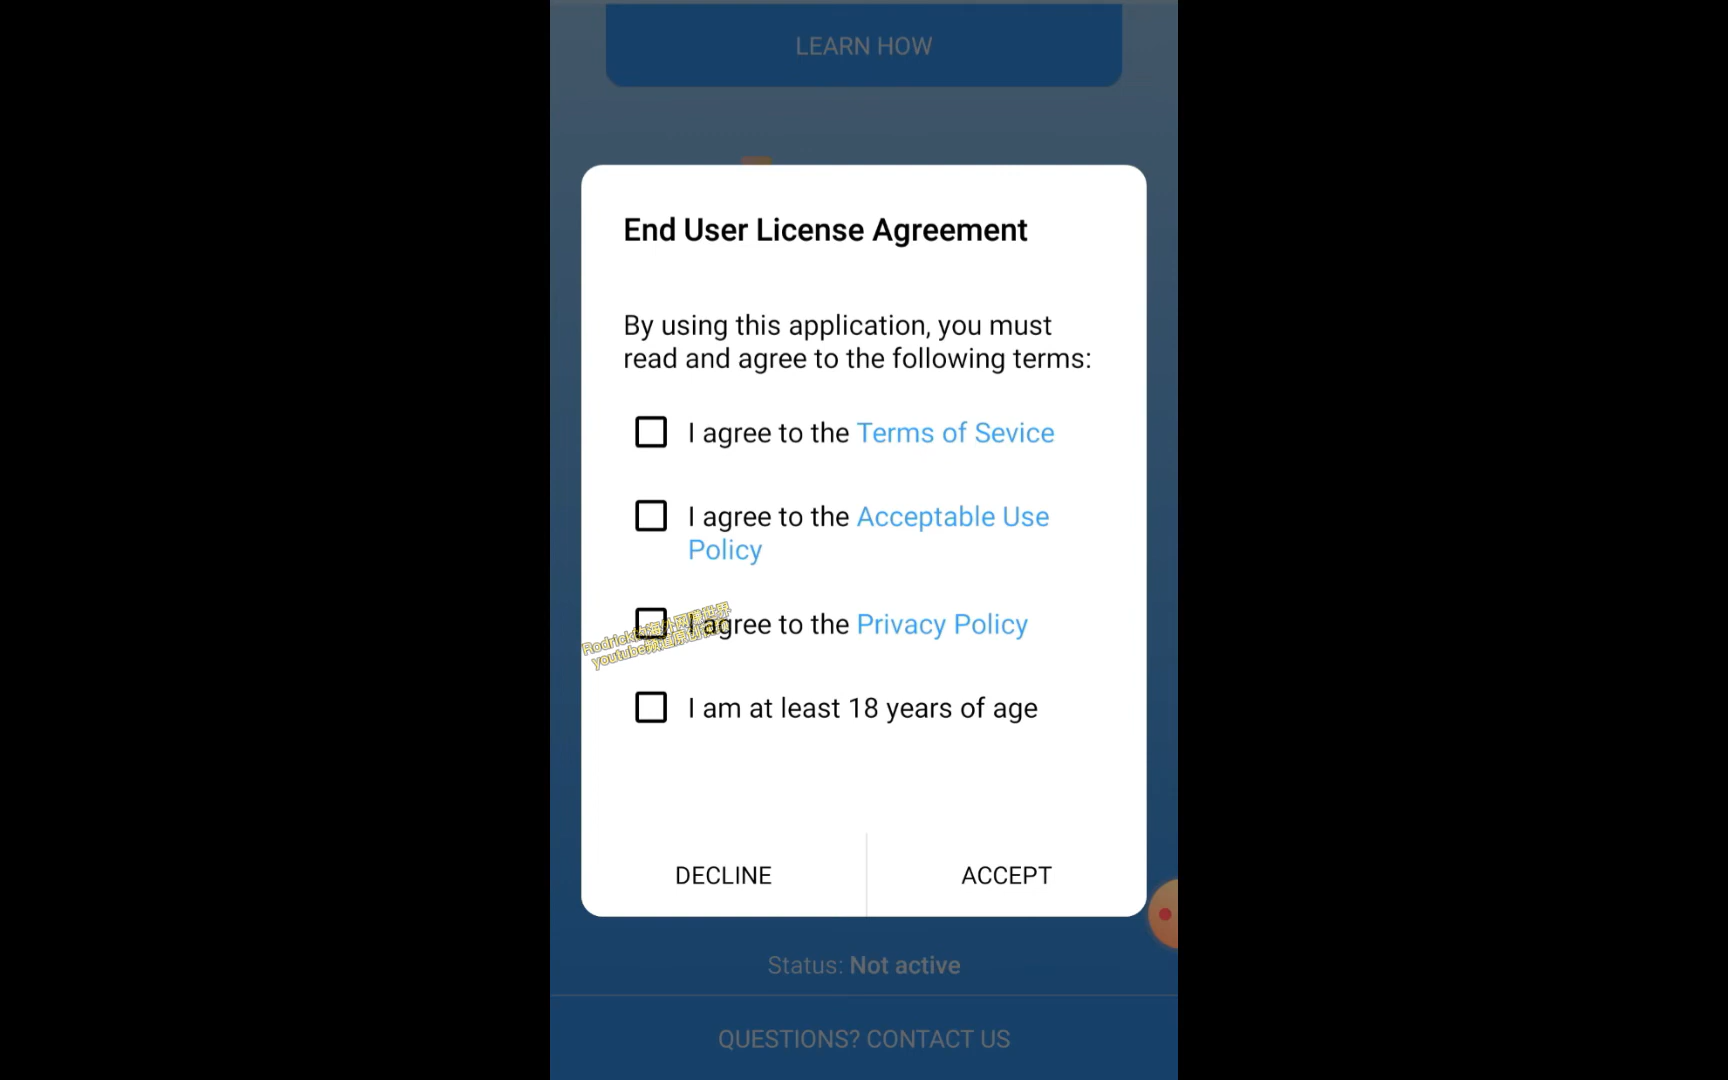 LEARN HOW
End User License Agreement
By using this application, you must
read and agree to the following terms:
I agree to the Terms of Sevice
I agree to the Acceptable Use
Policy
I agree to the Privacy Policy
I am at least 18 years of age
DECLINE
ACCEPT
Status: Not active
QUESTIONS? CONTACT US